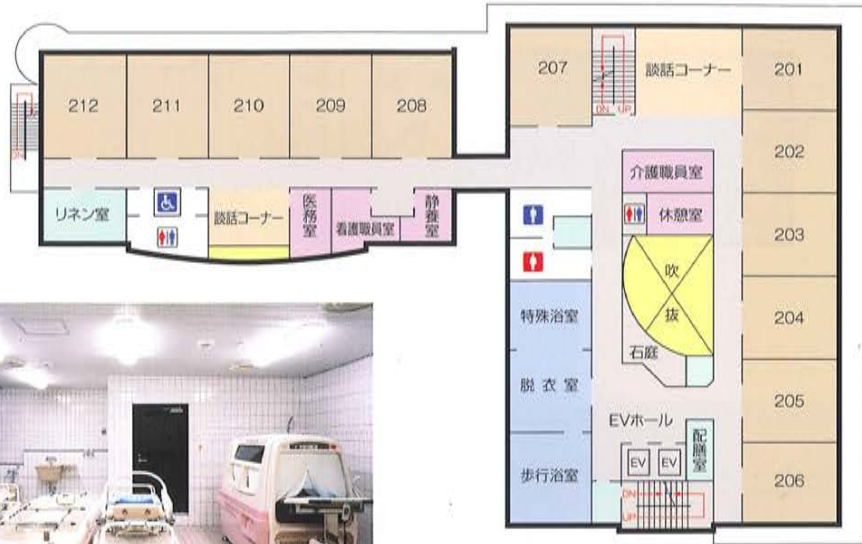 212
211
210
209
208
207
DN UP
談話コーナー
201
202
203
204
205
206
DN
リネン室
談話コーナー
医務室
看護職員室
静養室
介護職員室
休憩室
吹
抜
石庭
特殊浴室
脱衣室
歩行浴室
EVホール
EV
EV
配膳室
DN
UP